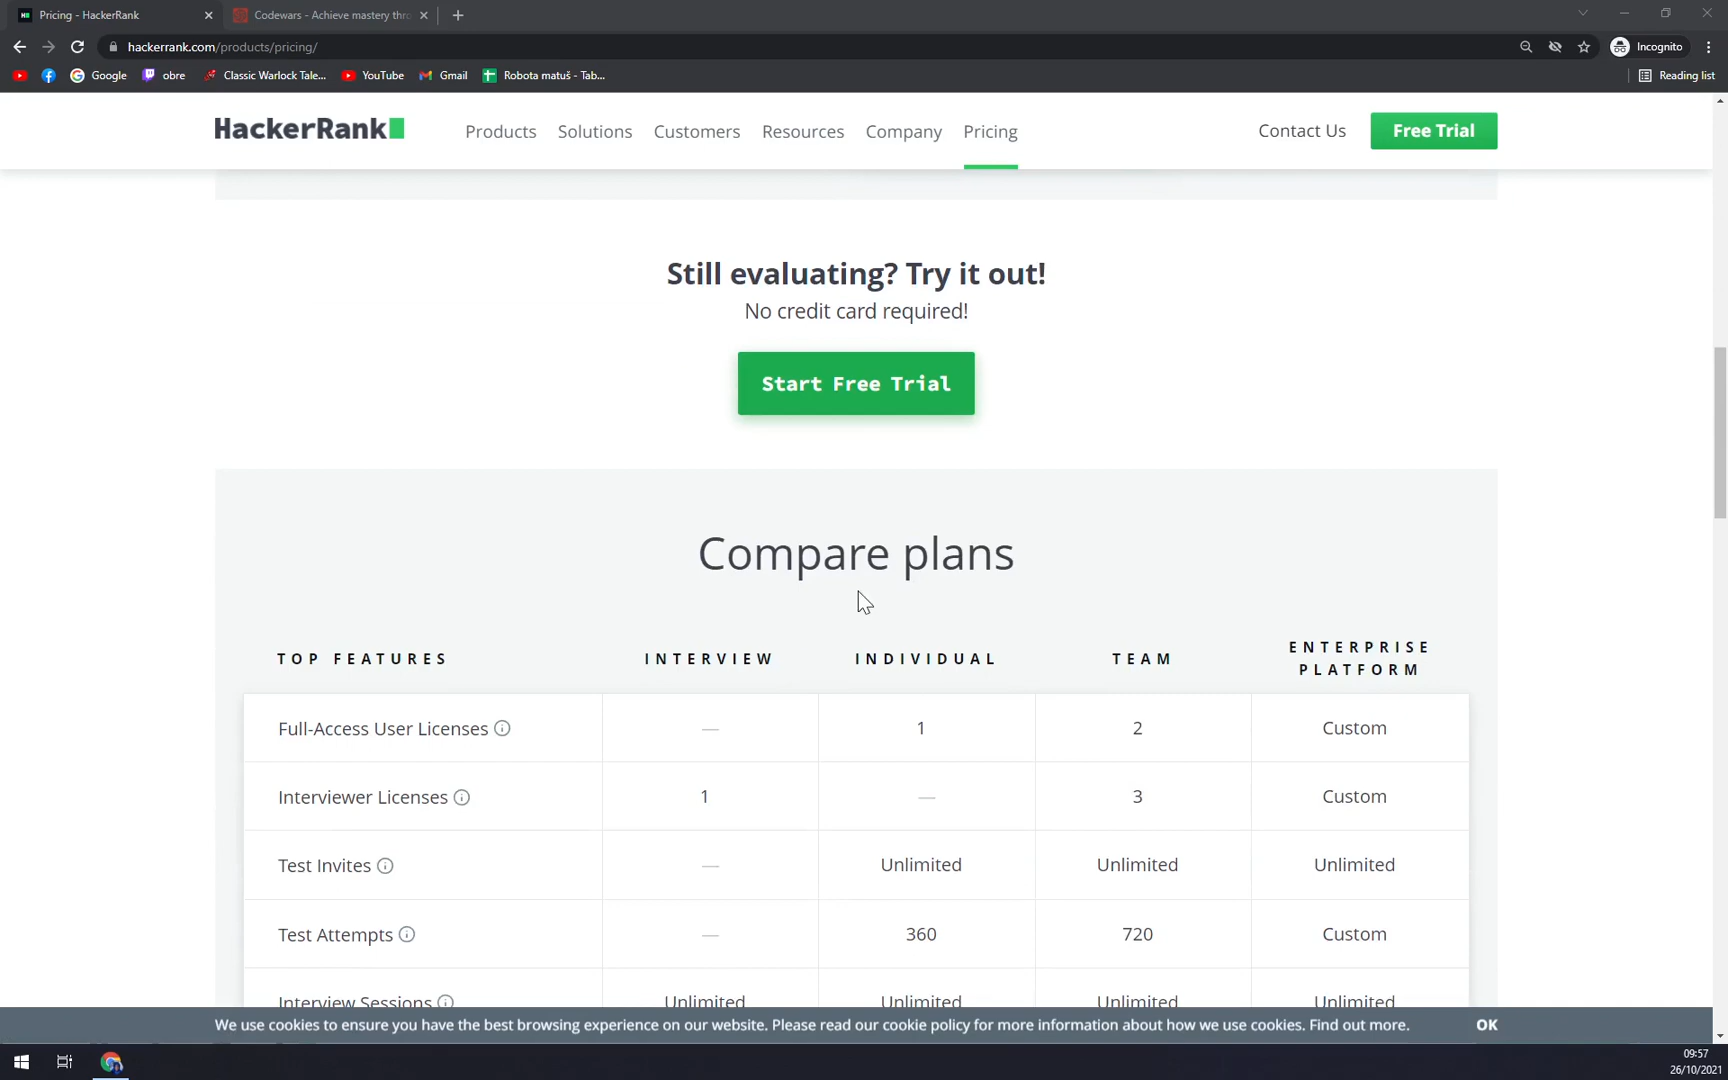 Pricing - HackerRank
Codewars - Achieve mastery thro
hackerrank.com/products/pricing/
Incognito
Google
obre
Classic Warlock Tale...
YouTube
Gmail
Robota matuš - Tab...
Reading list
HackerRank
Products
Solutions
Customers
Resources
Company
Pricing
Contact Us
Free Trial
Still evaluating? Try it out!
No credit card required!
Start Free Trial
Compare plans
TOP FEATURES
INTERVIEW
INDIVIDUAL
TEAM
ENTERPRISE
PLATFORM
Full-Access User Licenses
—
1
2
Custom
Interviewer Licenses
1
—
3
Custom
Test Invites
—
Unlimited
Unlimited
Unlimited
Test Attempts
—
360
720
Custom
Interview Sessions
Unlimited
Unlimited
Unlimited
Unlimited
We use cookies to ensure you have the best browsing experience on our website. Please read our cookie policy for more information about how we use cookies. Find out more.
OK
09:57
26/10/2021